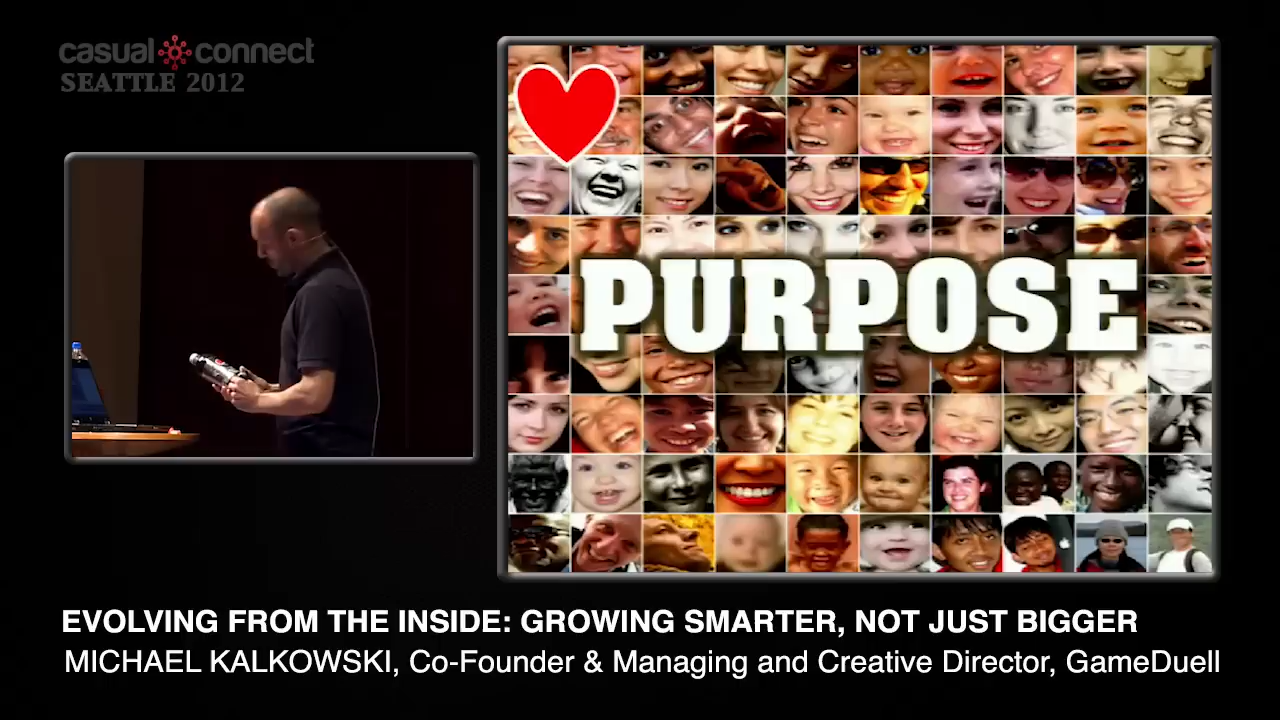 casual connect
SEATTLE 2012
PURPOSE
EVOLVING FROM THE INSIDE: GROWING SMARTER, NOT JUST BIGGER
MICHAEL KALKOWSKI, Co-Founder & Managing and Creative Director, GameDuell